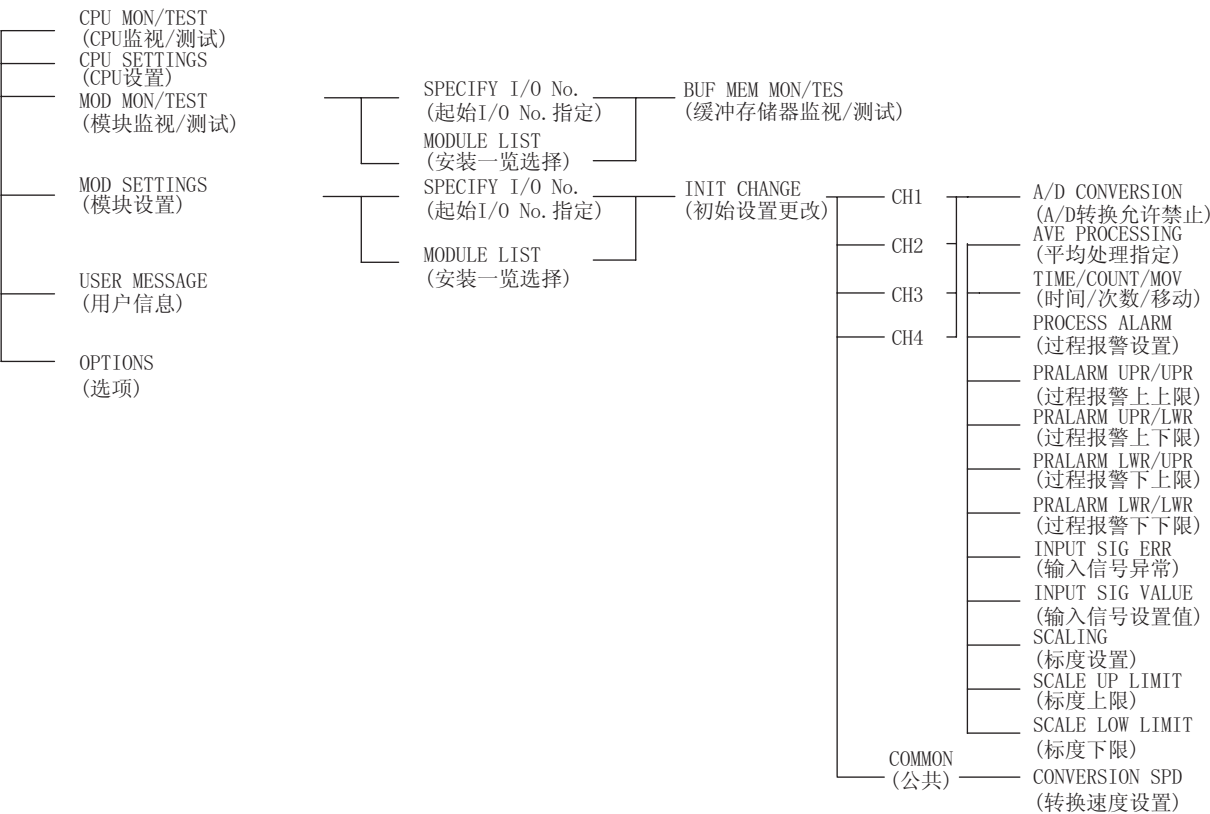 CPU MON/TEST
(CPU监视/测试)
CPU SETTINGS
(CPU设置)
MOD MON/TEST
(模块监视/测试)
MOD SETTINGS
(模块设置)
USER MESSAGE
(用户信息)
OPTIONS
(选项)
SPECIFY I/O No.
(起始I/O No.指定)
MODULE LIST
(安装一览选择)
SPECIFY I/O No.
(起始I/O No.指定)
MODULE LIST
(安装一览选择)
BUF MEM MON/TES
(缓冲存储器监视/测试)
INIT CHANGE
(初始设置更改)
CH1
CH2
CH3
CH4
COMMON
(公共)
A/D CONVERSION
(A/D转换允许禁止)
AVE PROCESSING
(平均处理指定)
TIME/COUNT/MOV
(时间/次数/移动)
PROCESS ALARM
(过程报警设置)
PRALARM UPR/UPR
(过程报警上上限)
PRALARM UPR/LWR
(过程报警上下限)
PRALARM LWR/UPR
(过程报警下上限)
PRALARM LWR/LWR
(过程报警下下限)
INPUT SIG ERR
(输入信号异常)
INPUT SIG VALUE
(输入信号设置值)
SCALING
(标度设置)
SCALE UP LIMIT
(标度上限)
SCALE LOW LIMIT
(标度下限)
CONVERSION SPD
(转换速度设置)